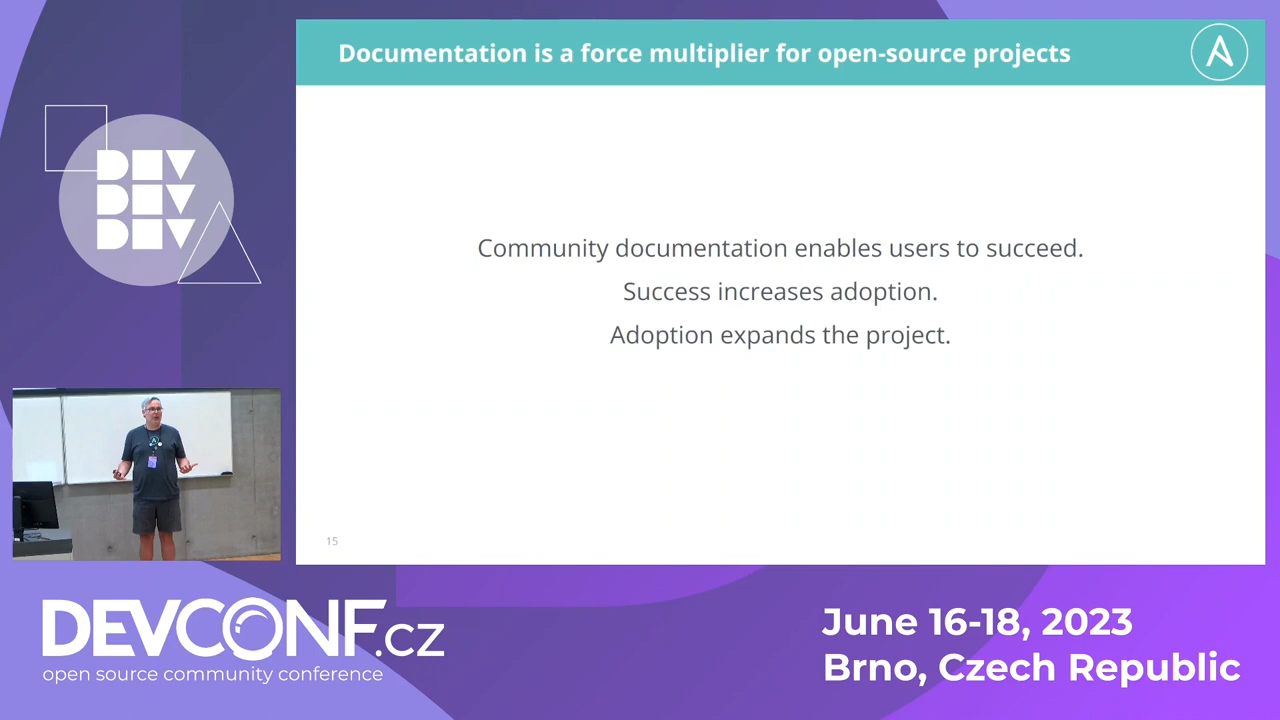 Documentation is a force multiplier for open-source projects
DEV
DEV
DEV
Community documentation enables users to succeed.
Success increases adoption.
Adoption expands the project.
15
DEVCONF.cz
open source community conference
June 16-18, 2023
Brno, Czech Republic